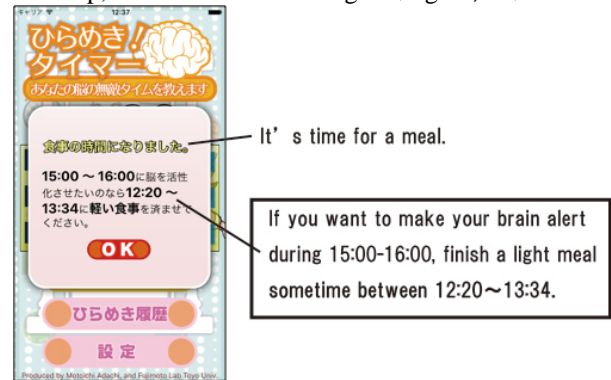 キャリア 12:37
ひらめき!
タイマー
あなたの脳の無敵タイムを教えます
食事の時間になりました。
15:00 ～ 16:00に脳を活性
化させたいのなら12:20 ～
13:34に軽い食事を済ませて
ください。
OK
ひらめき履歴
設定
Produced by Motoichi Adachi, and Fujimoto Lab Toyo Univ.
It's time for a meal.
If you want to make your brain alert
during 15:00-16:00, finish a light meal
sometime between 12:20～13:34.